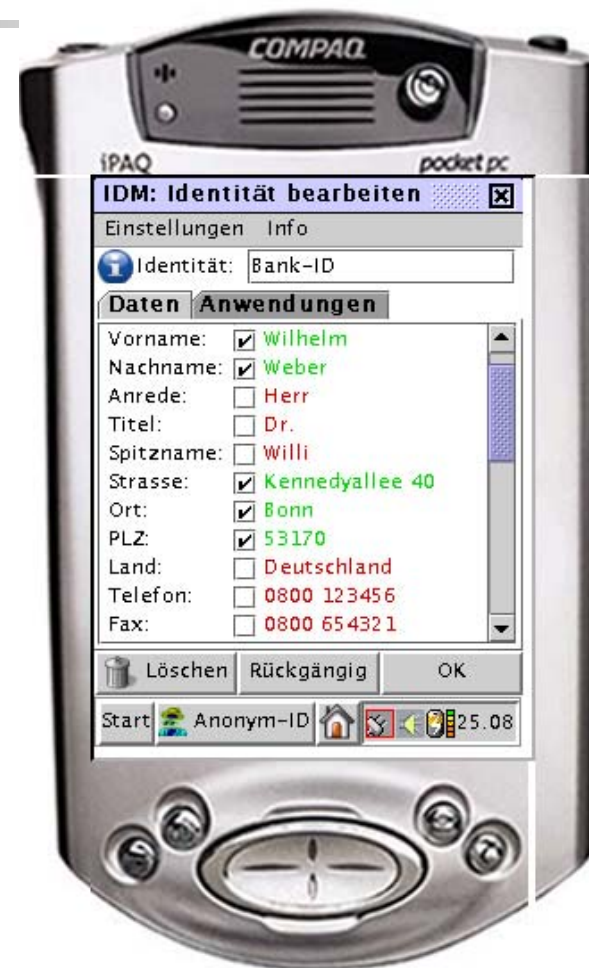 COMPAQ
iPAQ pocket pc
IDM: Identität bearbeiten
Einstellungen Info
Identität: Bank-ID
Daten Anwendungen
Vorname: Wilhelm
Nachname: Weber
Anrede: Herr
Titel: Dr.
Spitzname: Willi
Strasse: Kennedyallee 40
Ort: Bonn
PLZ: 53170
Land: Deutschland
Telefon: 0800 123456
Fax: 0800 654321
Löschen Rückgängig OK
Start Anonym-ID 25.08